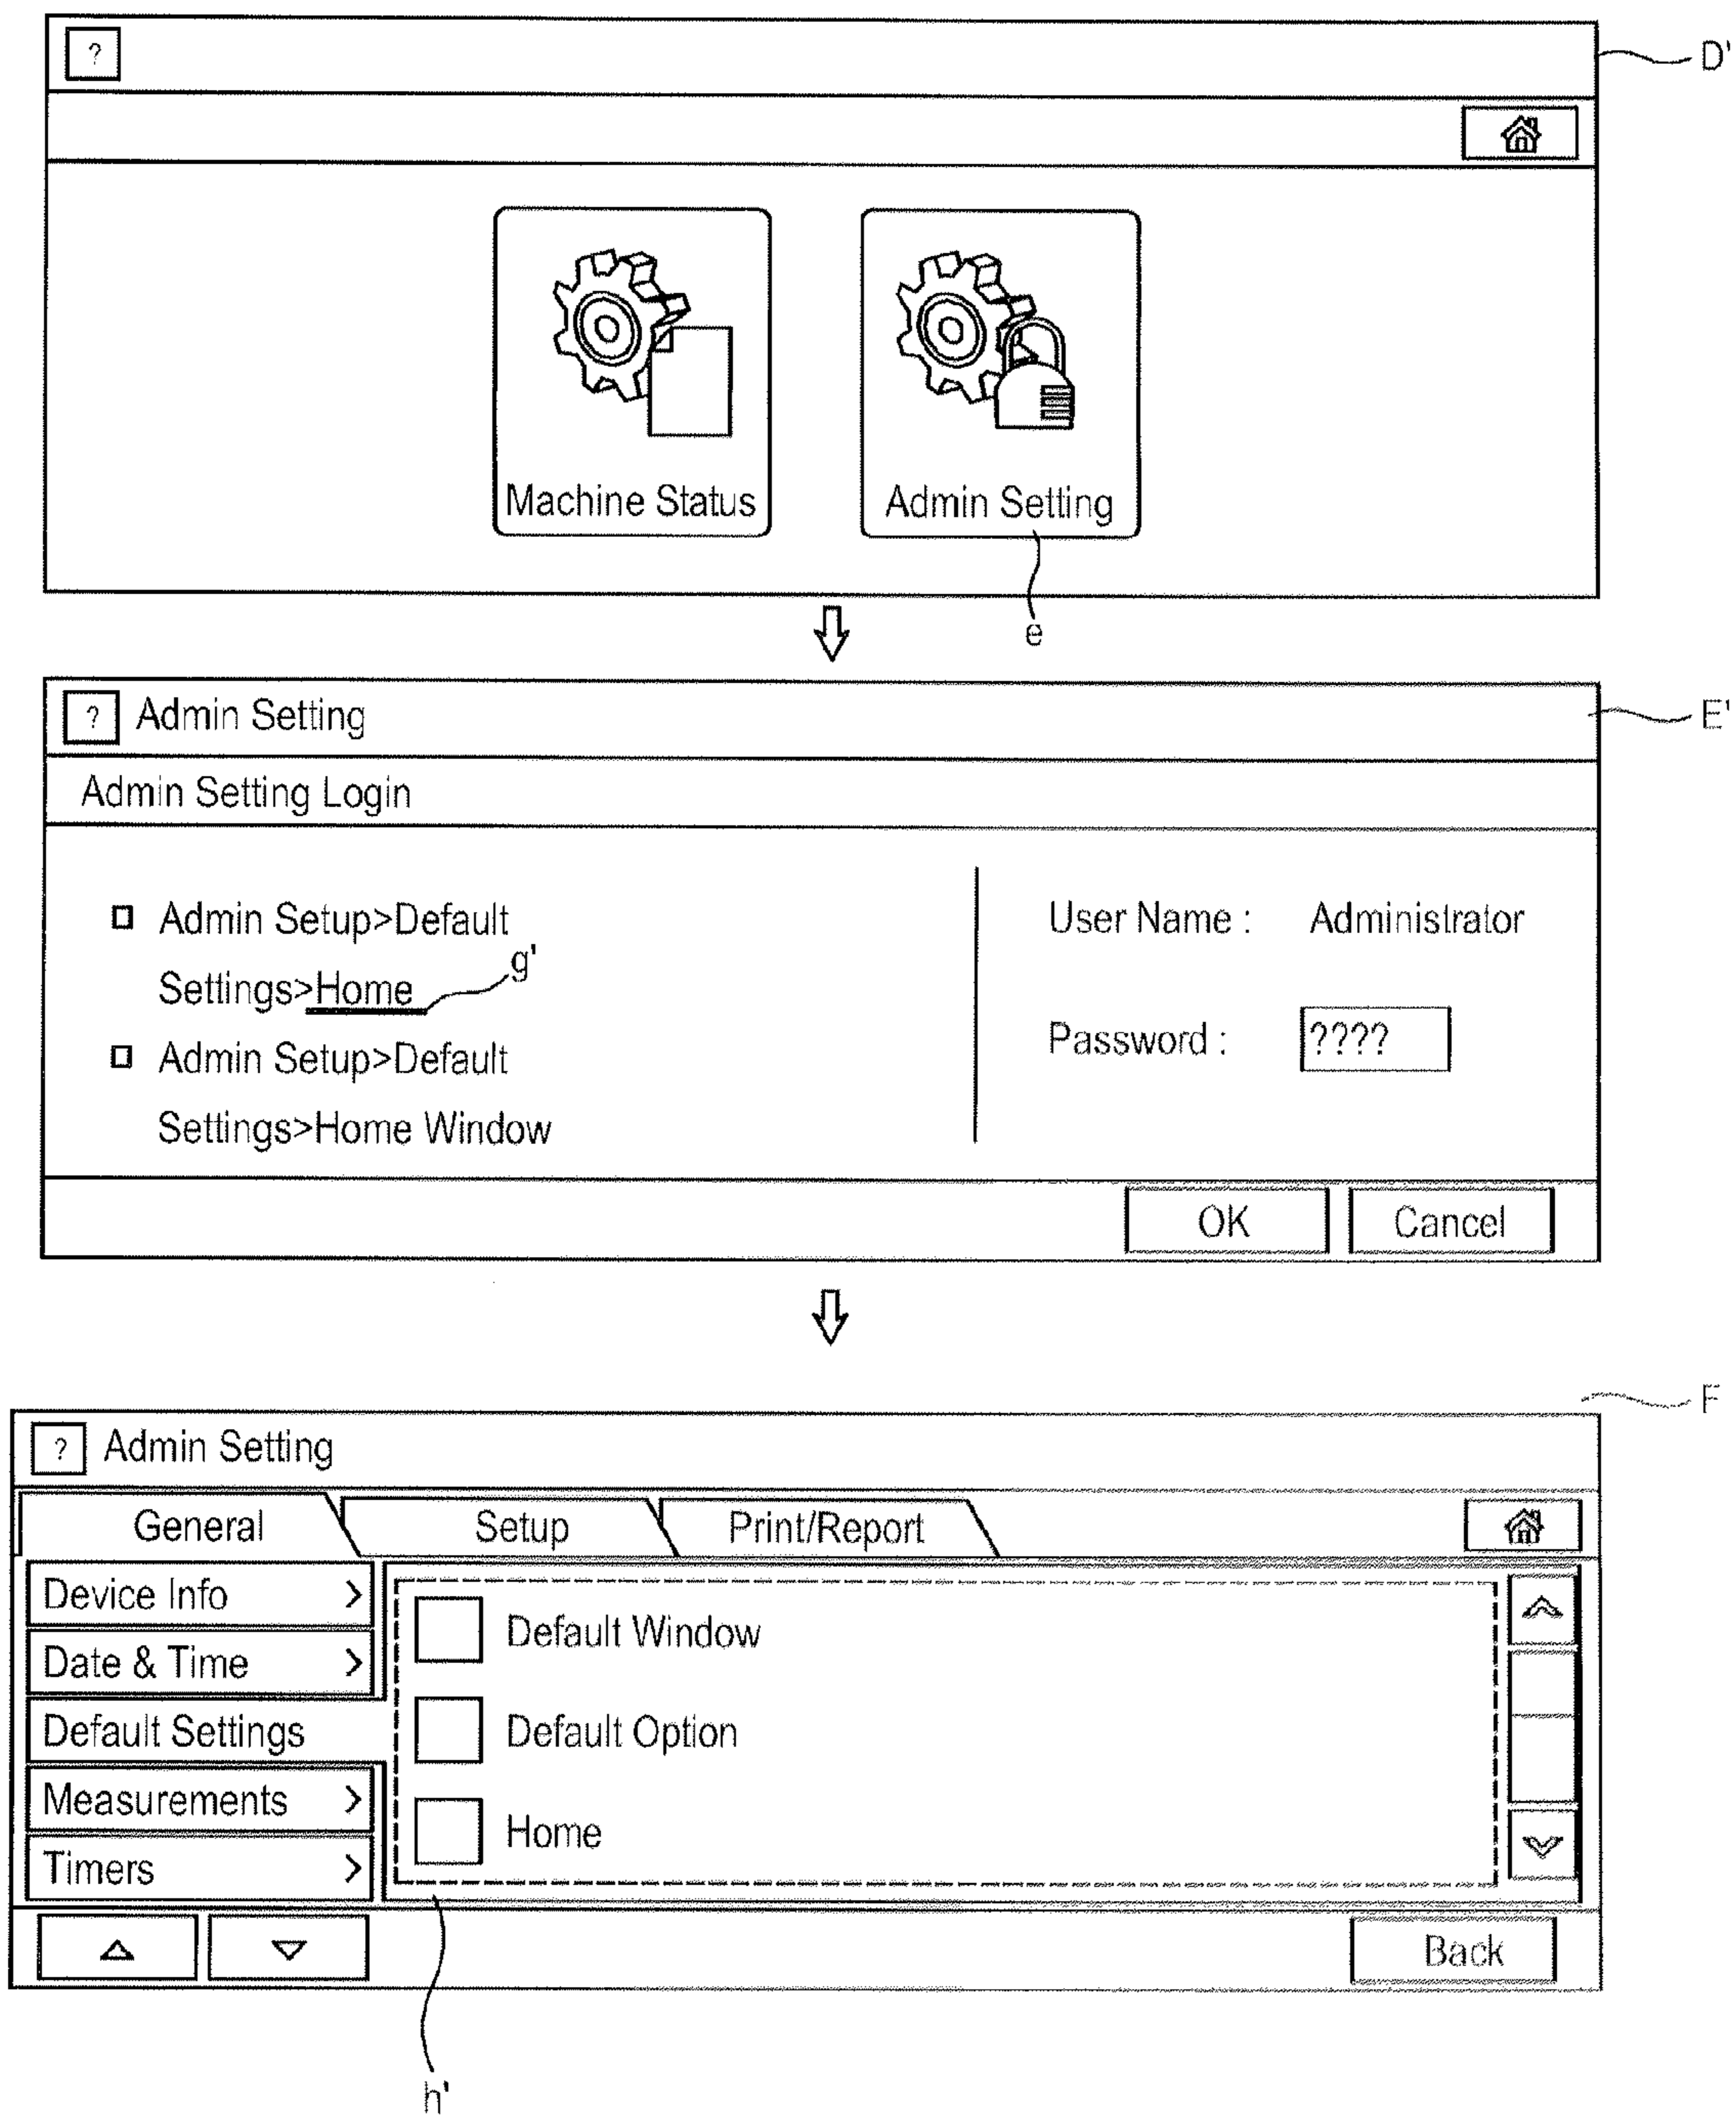 ?
D'
Machine Status
Admin Setting
e
? Admin Setting
E'
Admin Setting Login
Admin Setup>Default
Settings>Home
g'
Admin Setup>Default
Settings>Home Window
User Name : Administrator
Password : ????
OK Cancel
F
? Admin Setting
General Setup Print/Report
Device Info >
Date & Time >
Default Settings
Measurements >
Timers >
Default Window
Default Option
Home
Back
h'